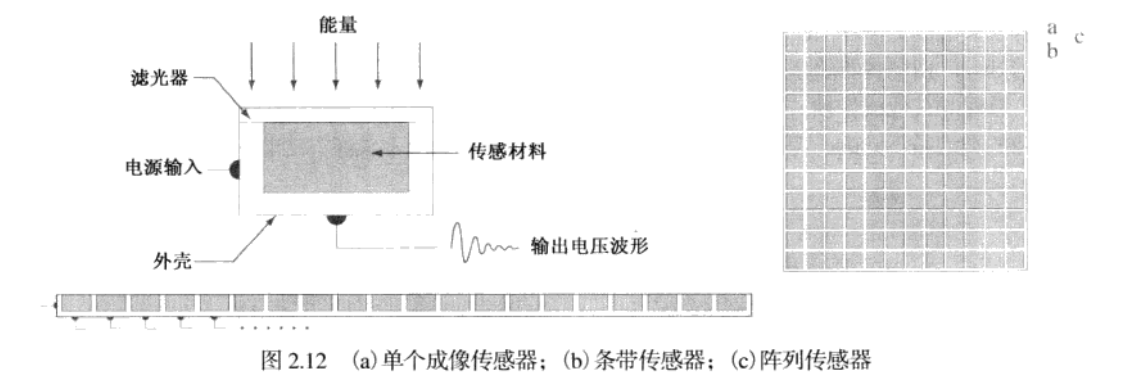 能量
滤光器
电源输入
传感材料
外壳
输出电压波形
a
b
c
图 2.12 (a)单个成像传感器；(b)条带传感器；(c)阵列传感器